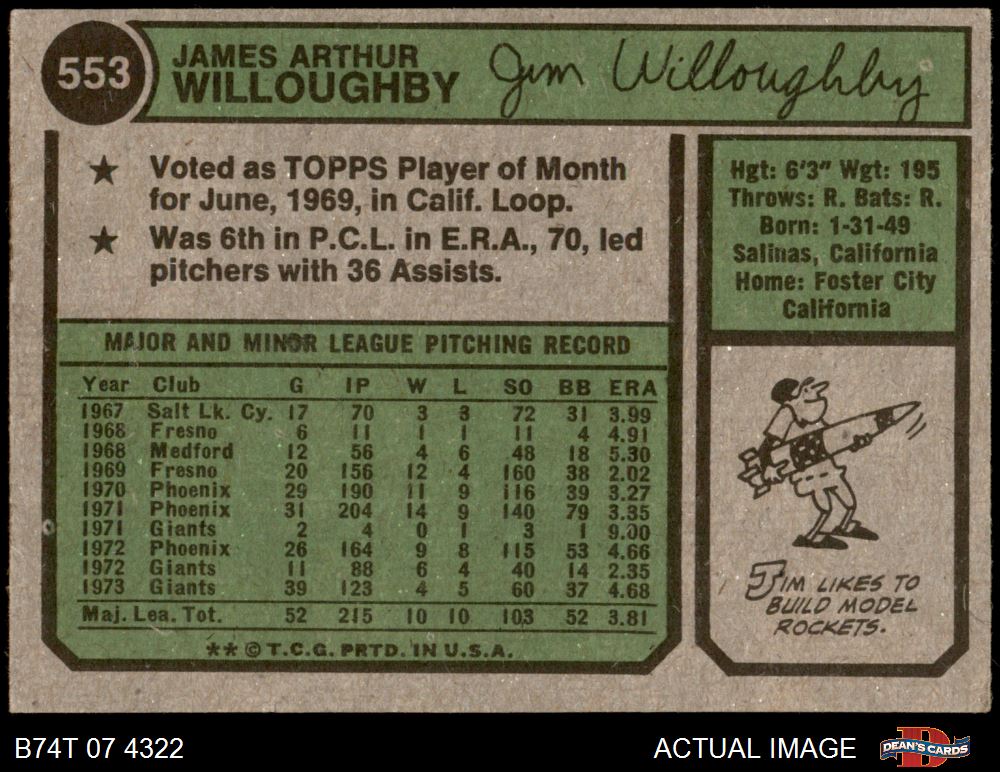 553
JAMES ARTHUR
WILLOUGHBY
Jim Willoughby
★ Voted as TOPPS Player of Month
for June, 1969, in Calif. Loop.
★ Was 6th in P.C.L. in E.R.A., 70, led
pitchers with 36 Assists.
Hgt: 6'3" Wgt: 195
Throws: R. Bats: R.
Born: 1-31-49
Salinas, California
Home: Foster City
California
MAJOR AND MINOR LEAGUE PITCHING RECORD
Year Club G IP W L SO BB ERA
1967 Salt Lk. Cy. 17 70 3 3 72 31 3.99
1968 Fresno 6 11 1 1 11 4 4.91
1968 Medford 12 56 4 6 48 18 5.30
1969 Fresno 20 156 12 4 160 38 2.02
1970 Phoenix 29 190 11 9 116 39 3.27
1971 Phoenix 31 204 14 9 140 79 3.35
1971 Giants 2 4 0 1 3 1 9.00
1972 Phoenix 26 164 9 8 115 53 4.66
1972 Giants 11 88 6 4 40 14 2.35
1973 Giants 39 123 4 5 60 37 4.68
Maj. Lea. Tot. 52 215 10 10 103 52 3.81
** © T.C.G. PRTD. IN U.S.A.
JIM LIKES TO
BUILD MODEL
ROCKETS.
B74T 07 4322
ACTUAL IMAGE
D
DEAN'S CARDS